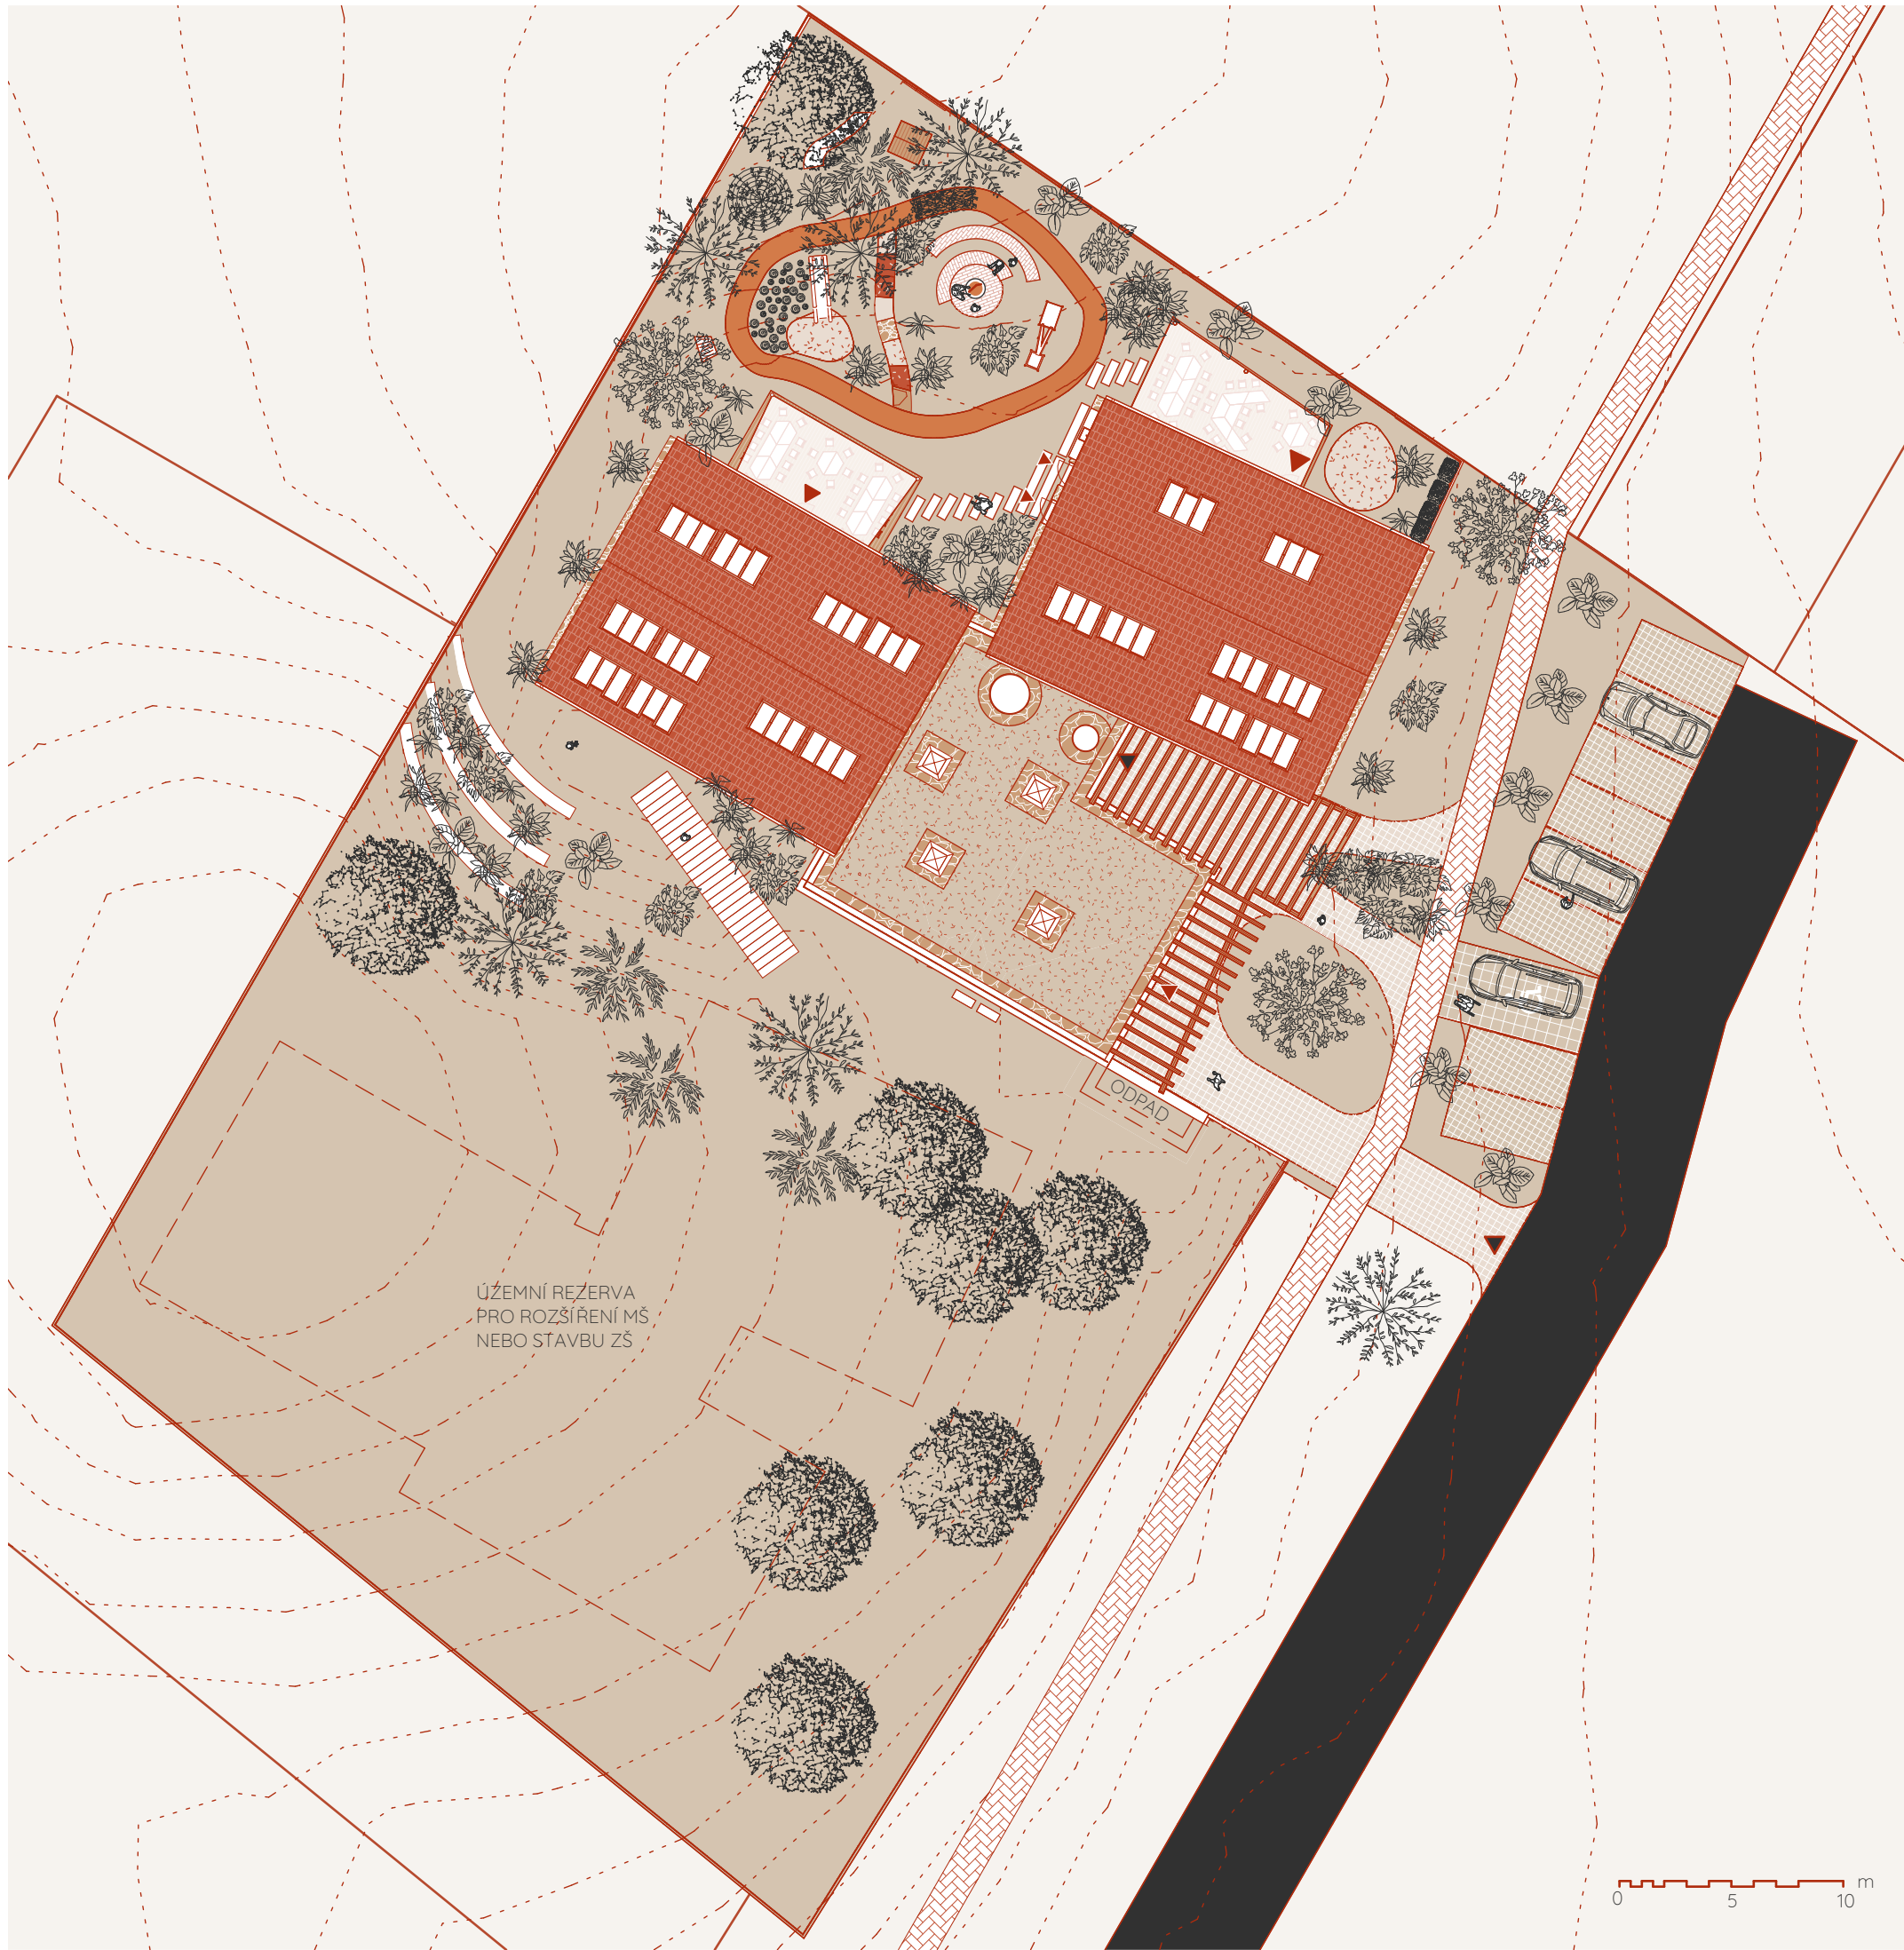 ODPAD
ÚZEMNÍ REZERVA
PRO ROZŠÍŘENÍ MŠ
NEBO STAVBU ZŠ
m
0 5 10